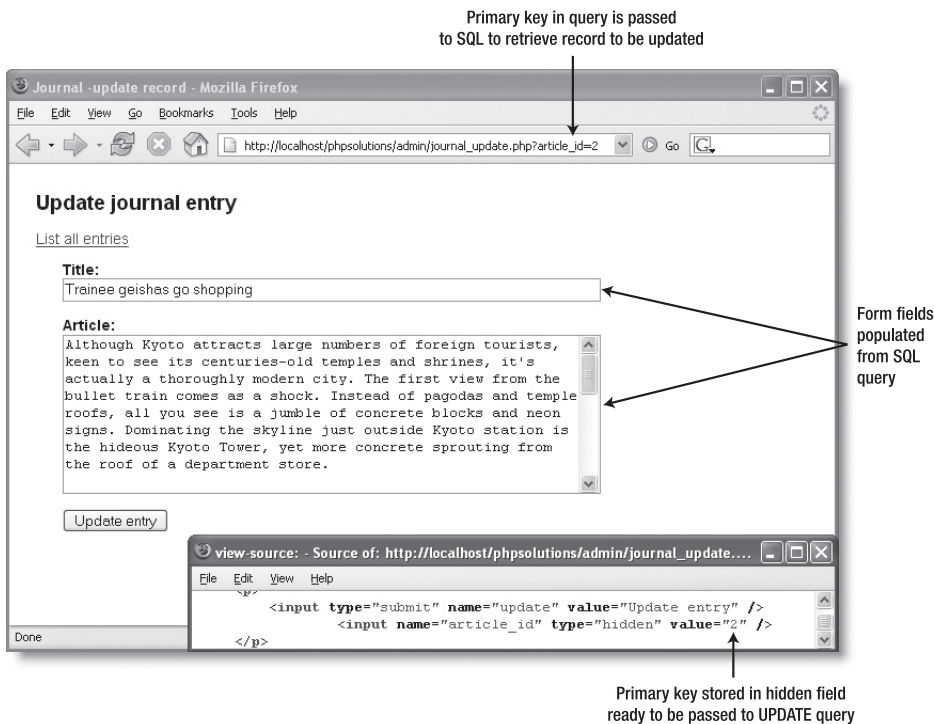 Primary key in query is passed
to SQL to retrieve record to be updated
Journal -update record - Mozilla Firefox
File Edit View Go Bookmarks Tools Help
http://localhost/phpsolutions/admin/journal_update.php?article_id=2 Go G
Update journal entry
List all entries
Title:
Trainee geishas go shopping
Article:
Although Kyoto attracts large numbers of foreign tourists,
keen to see its centuries-old temples and shrines, it's
actually a thoroughly modern city. The first view from the
bullet train comes as a shock. Instead of pagodas and temple
roofs, all you see is a jumble of concrete blocks and neon
signs. Dominating the skyline just outside Kyoto station is
the hideous Kyoto Tower, yet more concrete sprouting from
the roof of a department store.
Form fields
populated
from SQL
query
Update entry
view-source: - Source of: http://localhost/phpsolutions/admin/journal_update....
File Edit View Help
<p>
<input type="submit" name="update" value="Update entry" />
<input name="article_id" type="hidden" value="2" />
</p>
Done
Primary key stored in hidden field
ready to be passed to UPDATE query